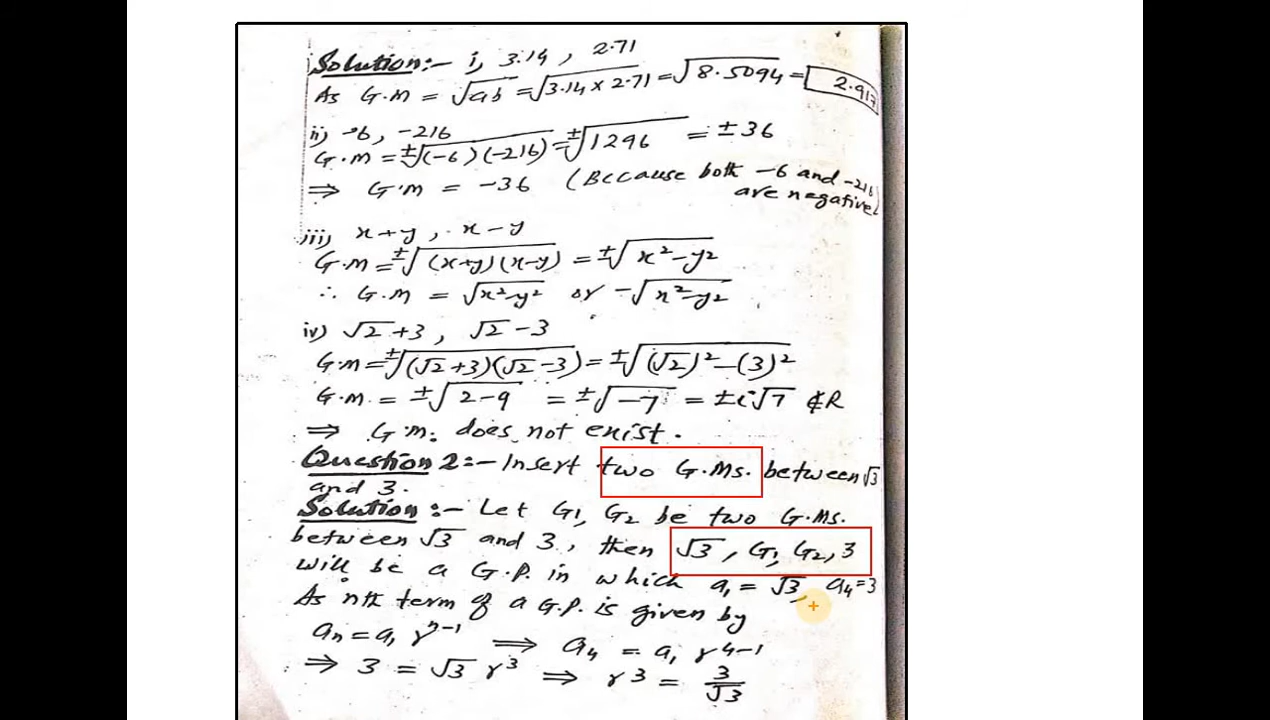 Solution:- i, 3.14 , 2.71
As G.M = √ab = √3.14 x 2.71 = √8.5094 = 2.917
ii) -6, -216
G.M = ±√(-6)(-216) = ±√1296 = ±36
⇒ G.M = -36 (Because both -6 and -216
are negative)
iii) x+y , x-y
G.M = ±√(x+y)(x-y) = ±√x²-y²
∴ G.M = √x²-y² or -√x²-y²
iv) √2+3 , √2-3
G.M = ±√(√2+3)(√2-3) = ±√(√2)²-(3)²
G.M. = ±√2-9 = ±√-7 = ±i√7 ∉R
⇒ G.M. does not exist.
Question 2:- Insert two G.Ms. between √3
and 3.
Solution:- Let G1, G2 be two G.Ms.
between √3 and 3, then √3, G1, G2, 3
will be a G.P. in which a₁ = √3, a₄=3
As nth term of a G.P. is given by
aₙ = a₁ r^n-1 ⇒ a₄ = a₁ r^4-1
⇒ 3 = √3 r³ ⇒ r³ = 3/√3